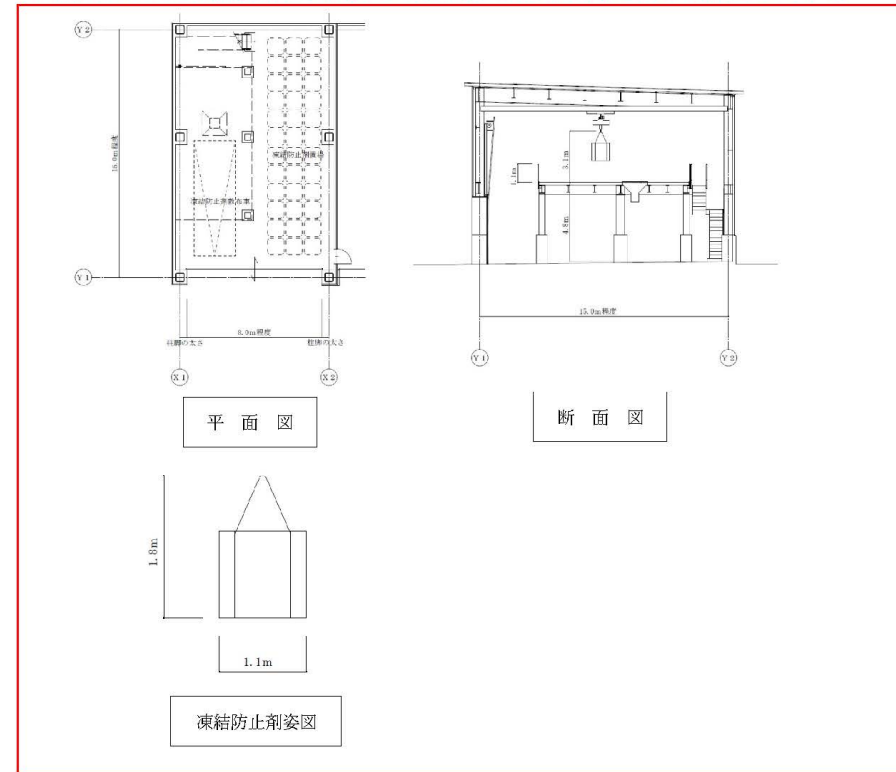 Y2
15.0m程度
凍結防止剤置場
凍結防止剤散布車
Y1
8.0m程度
柱脚の太さ
柱脚の太さ
X1
X2
平面図
1.1m
3.1m
4.8m
15.0m程度
Y1
Y2
断面図
1.8m
1.1m
凍結防止剤姿図